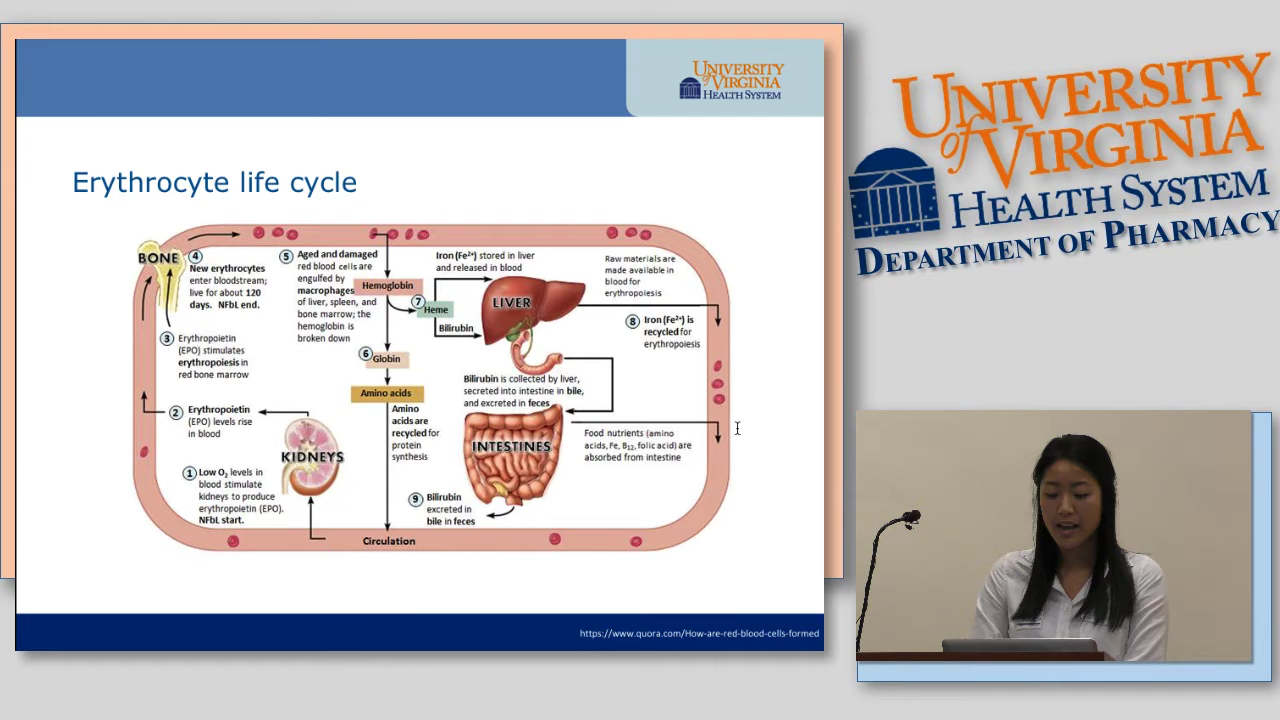 UNIVERSITY
of VIRGINIA
HEALTH SYSTEM
Erythrocyte life cycle
BONE
4
New erythrocytes
enter bloodstream;
live for about 120
days. NFbL end.
3
Erythropoietin
(EPO) stimulates
erythropoiesis in
red bone marrow
2
Erythropoietin
(EPO) levels rise
in blood
KIDNEYS
1
Low O2 levels in
blood stimulate
kidneys to produce
erythropoietin (EPO).
NFbL start.
5
Aged and damaged
red blood cells are
engulfed by
macrophages
of liver, spleen, and
bone marrow; the
hemoglobin is
broken down
Hemoglobin
7
Heme
6
Globin
Amino acids
Amino
acids are
recycled for
protein
synthesis
Iron (Fe2+) stored in liver
and released in blood
Bilirubin
LIVER
Bilirubin is collected by liver,
secreted into intestine in bile,
and excreted in feces
INTESTINES
9
Bilirubin
excreted in
bile in feces
Raw materials are
made available in
blood for
erythropoiesis
8
Iron (Fe2+) is
recycled for
erythropoiesis
Food nutrients (amino
acids, Fe, B12, folic acid) are
absorbed from intestine
Circulation
https://www.quora.com/How-are-red-blood-cells-formed
UNIVERSITY
of VIRGINIA
HEALTH SYSTEM
DEPARTMENT OF PHARMACY